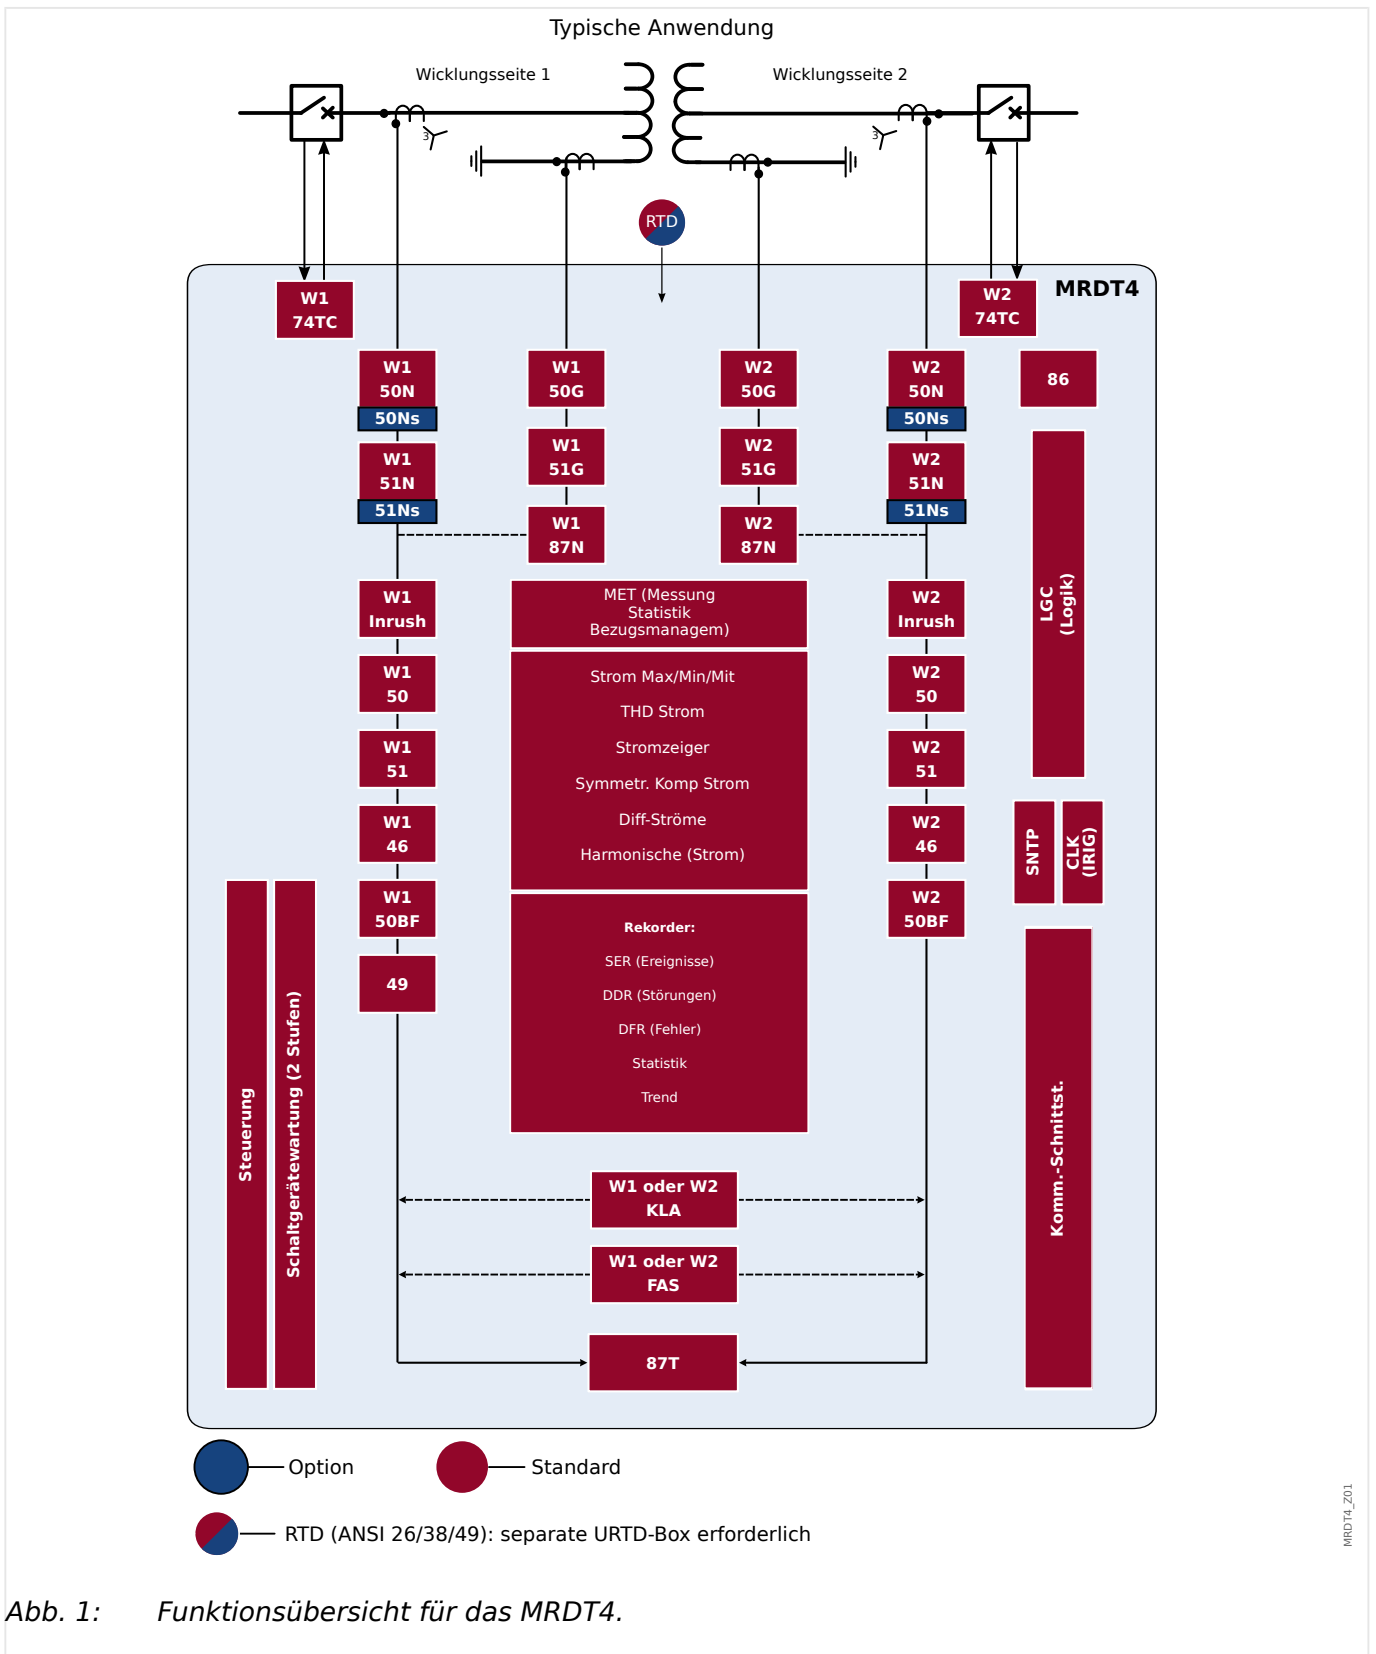 Typische Anwendung
Wicklungsseite 1
Wicklungsseite 2
3
3
RTD
MRDT4
W1
74TC
W2
74TC
W1
50N
50Ns
W1
50G
W2
50G
W2
50N
50Ns
86
W1
51N
51Ns
W1
51G
W2
51G
W2
51N
51Ns
W1
87N
W2
87N
LGC
(Logik)
W1
Inrush
MET (Messung
Statistik
Bezugsmanagem)
W2
Inrush
W1
50
W2
50
Strom Max/Min/Mit
THD Strom
Stromzeiger
Symmetr. Komp Strom
Diff-Ströme
Harmonische (Strom)
W1
51
W2
51
W1
46
W2
46
SNTP
CLK
(IRIG)
W1
50BF
W2
50BF
49
Rekorder:
SER (Ereignisse)
DDR (Störungen)
DFR (Fehler)
Statistik
Trend
Steuerung
Schaltgerätewartung (2 Stufen)
Komm.-Schnittst.
W1 oder W2
KLA
W1 oder W2
FAS
87T
Option
Standard
RTD (ANSI 26/38/49): separate URTD-Box erforderlich
MRDT4_Z01
Abb. 1: Funktionsübersicht für das MRDT4.